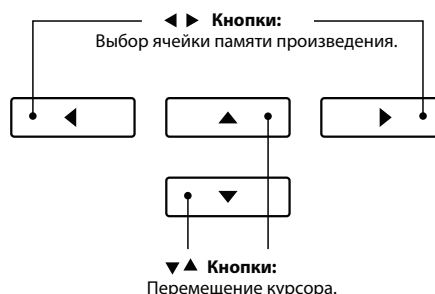 ◀ ▶ Кнопки:
Выбор ячейки памяти произведения.
◀ ▲ ▶
▼
▼▲ Кнопки:
Перемещение курсора.